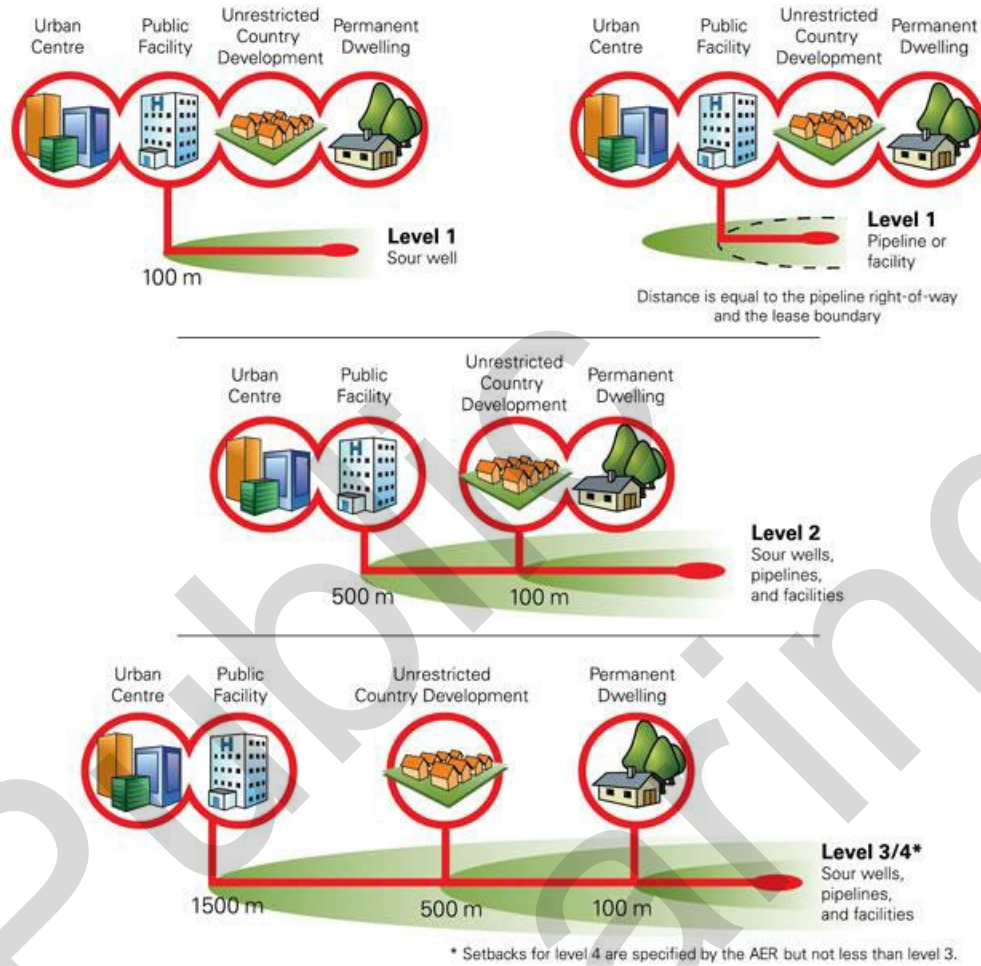 Urban
Centre
Public
Facility
Unrestricted
Country
Development
Permanent
Dwelling
H
100 m
Level 1
Sour well
Urban
Centre
Public
Facility
Unrestricted
Country
Development
Permanent
Dwelling
H
Level 1
Pipeline or
facility
Distance is equal to the pipeline right-of-way
and the lease boundary
Urban
Centre
Public
Facility
Unrestricted
Country
Development
Permanent
Dwelling
H
500 m
100 m
Level 2
Sour wells,
pipelines,
and facilities
Urban
Centre
Public
Facility
Unrestricted
Country Development
Permanent
Dwelling
H
1500 m
500 m
100 m
Level 3/4*
Sour wells,
pipelines,
and facilities
* Setbacks for level 4 are specified by the AER but not less than level 3.
Public